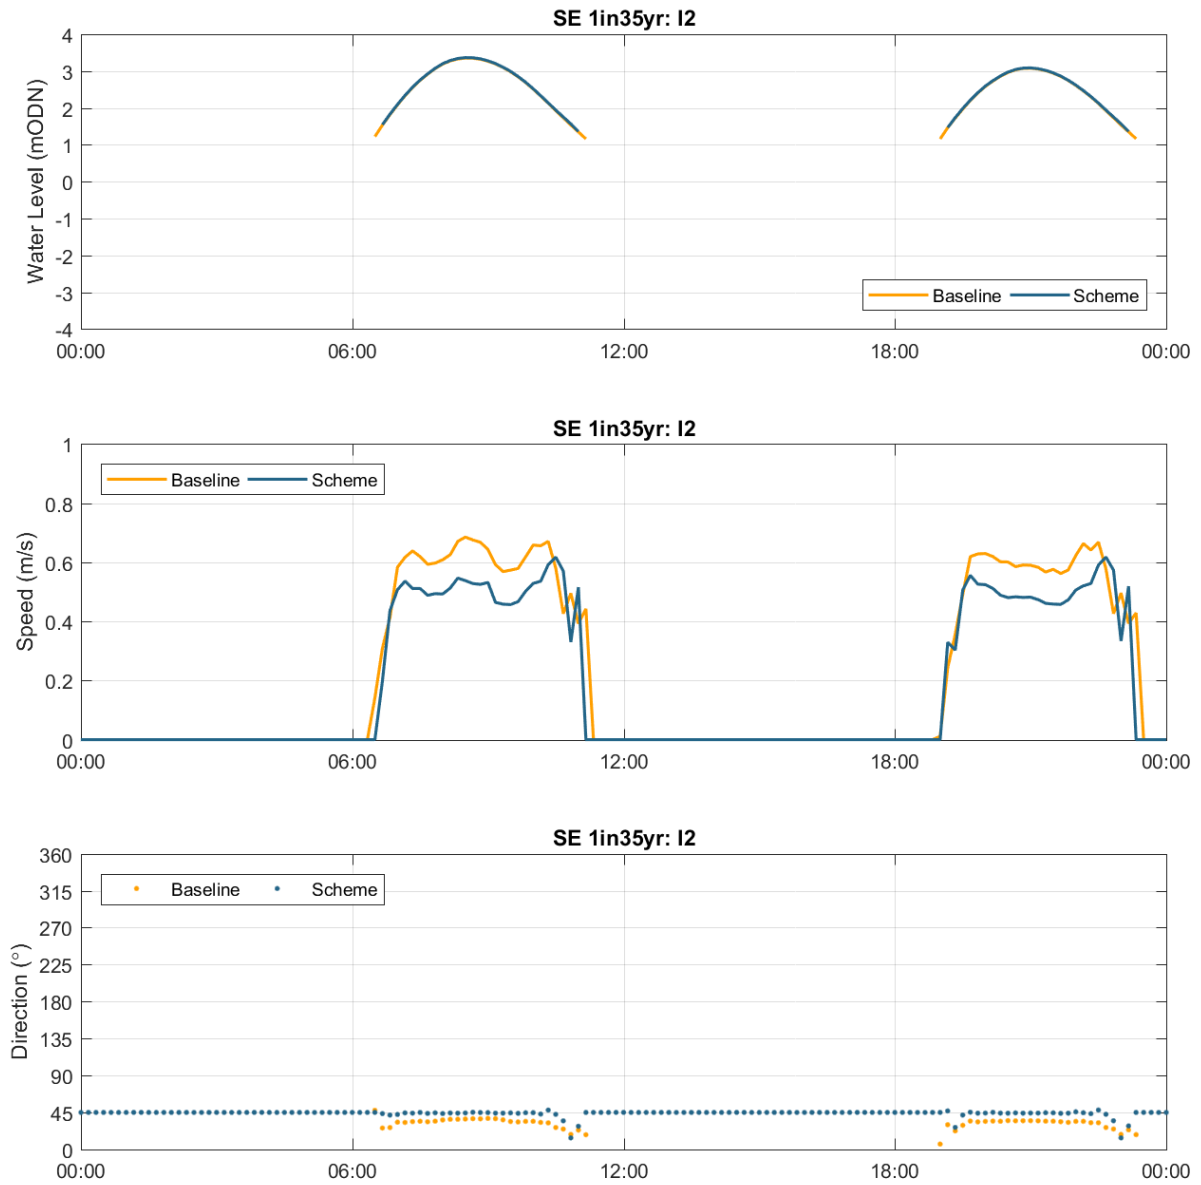 SE 1in35yr: I2
4
3
2
1
0
-1
-2
-3
-4
Water Level (mODN)
Baseline Scheme
00:00 06:00 12:00 18:00 00:00
SE 1in35yr: I2
1
0.8
0.6
0.4
0.2
0
Speed (m/s)
Baseline Scheme
00:00 06:00 12:00 18:00 00:00
SE 1in35yr: I2
360
315
270
225
180
135
90
45
0
Direction (°)
Baseline Scheme
00:00 06:00 12:00 18:00 00:00